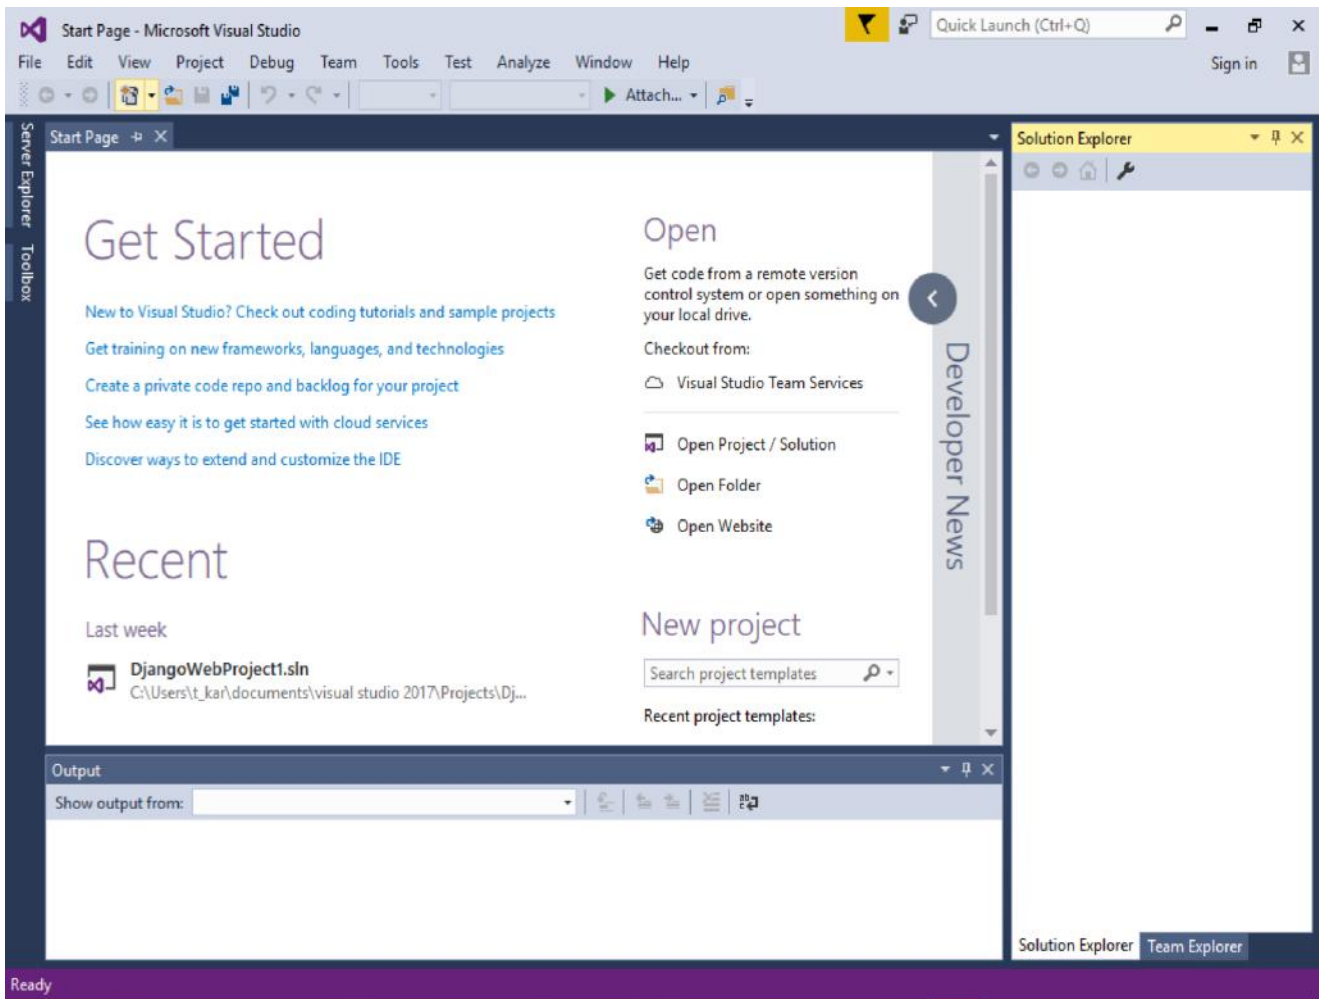 Start Page - Microsoft Visual Studio
Quick Launch (Ctrl+Q)
File Edit View Project Debug Team Tools Test Analyze Window Help
Sign in
Attach...
Server Explorer
Toolbox
Start Page
Get Started
New to Visual Studio? Check out coding tutorials and sample projects
Get training on new frameworks, languages, and technologies
Create a private code repo and backlog for your project
See how easy it is to get started with cloud services
Discover ways to extend and customize the IDE
Recent
Last week
DjangoWebProject1.sln
C:\Users\t_kar\documents\visual studio 2017\Projects\Dj...
Open
Get code from a remote version
control system or open something on
your local drive.
Checkout from:
Visual Studio Team Services
Open Project / Solution
Open Folder
Open Website
New project
Search project templates
Recent project templates:
Developer News
Solution Explorer
Output
Show output from:
Solution Explorer Team Explorer
Ready